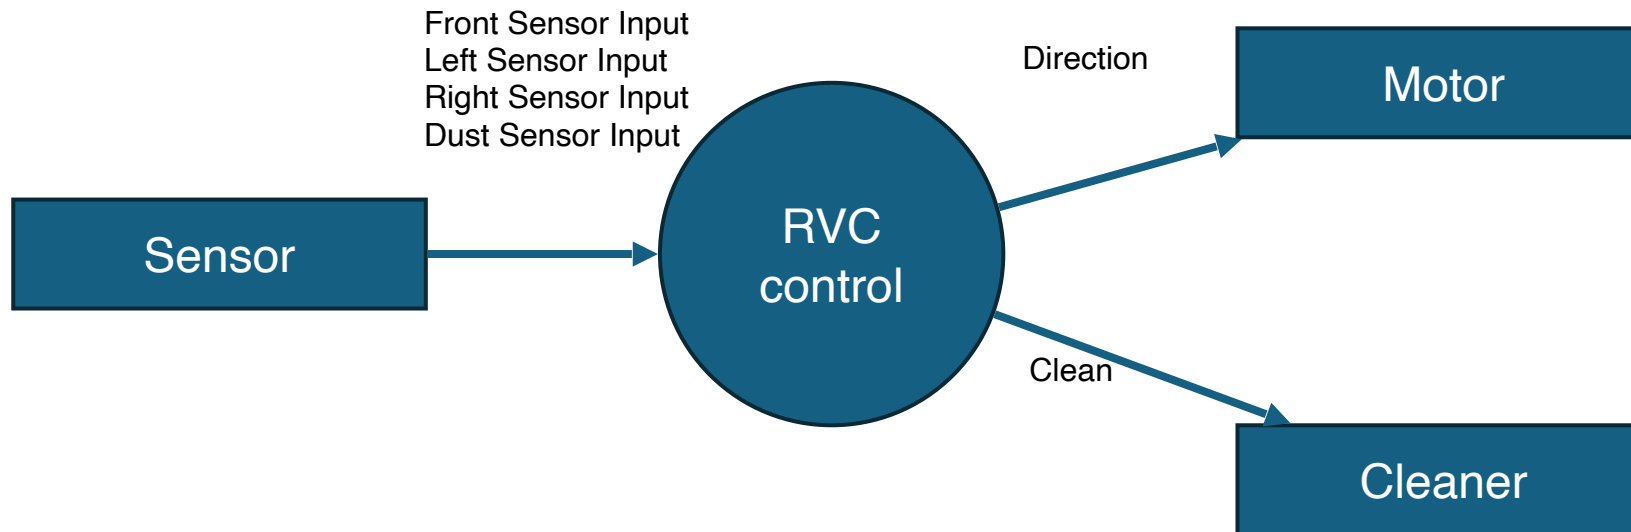 Front Sensor Input
Left Sensor Input
Right Sensor Input
Dust Sensor Input
Direction
Motor
Sensor
RVC
control
Clean
Cleaner